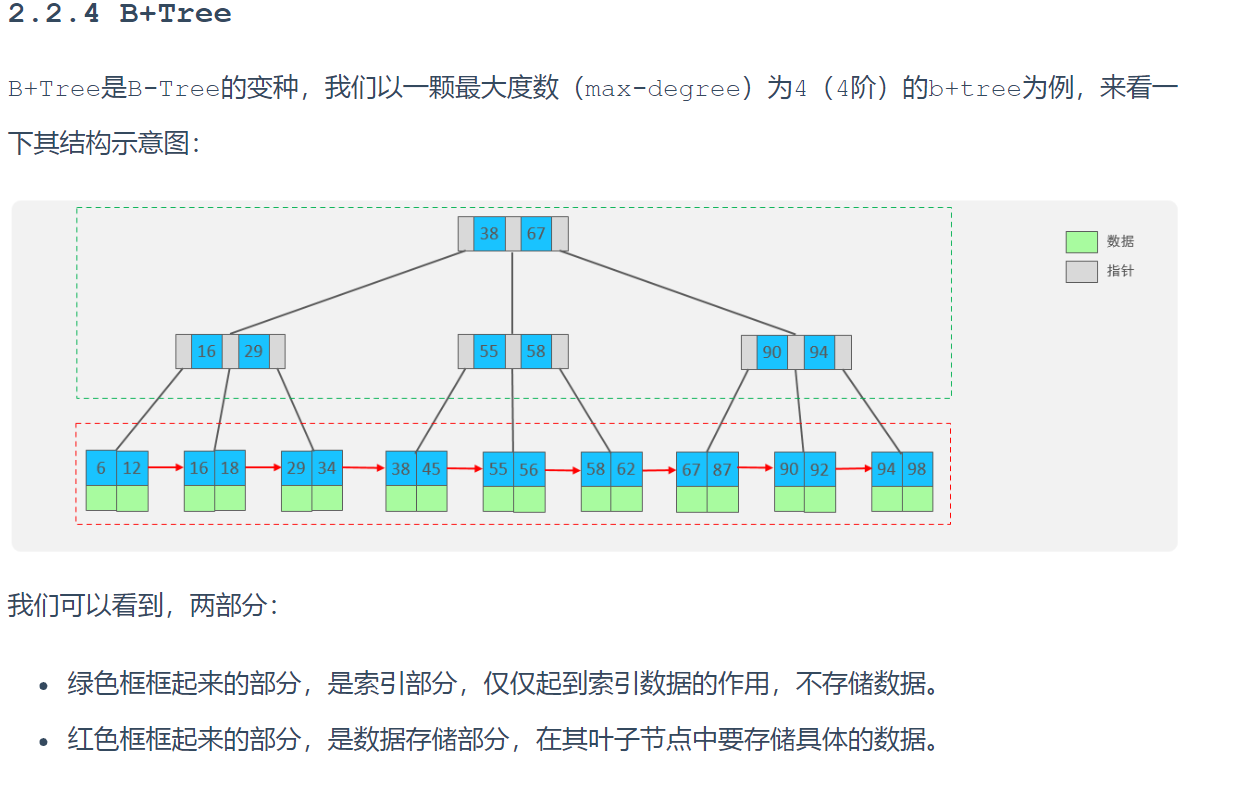 2.2.4 B+Tree
B+Tree是B-Tree的变种，我们以一颗最大度数（max-degree）为4（4阶）的b+tree为例，来看一
下其结构示意图：
38 67
数据
指针
16 29 55 58 90 94
6 12 16 18 29 34 38 45 55 56 58 62 67 87 90 92 94 98
我们可以看到，两部分：
绿色框框起来的部分，是索引部分，仅仅起到索引数据的作用，不存储数据。
红色框框起来的部分，是数据存储部分，在其叶子节点中要存储具体的数据。